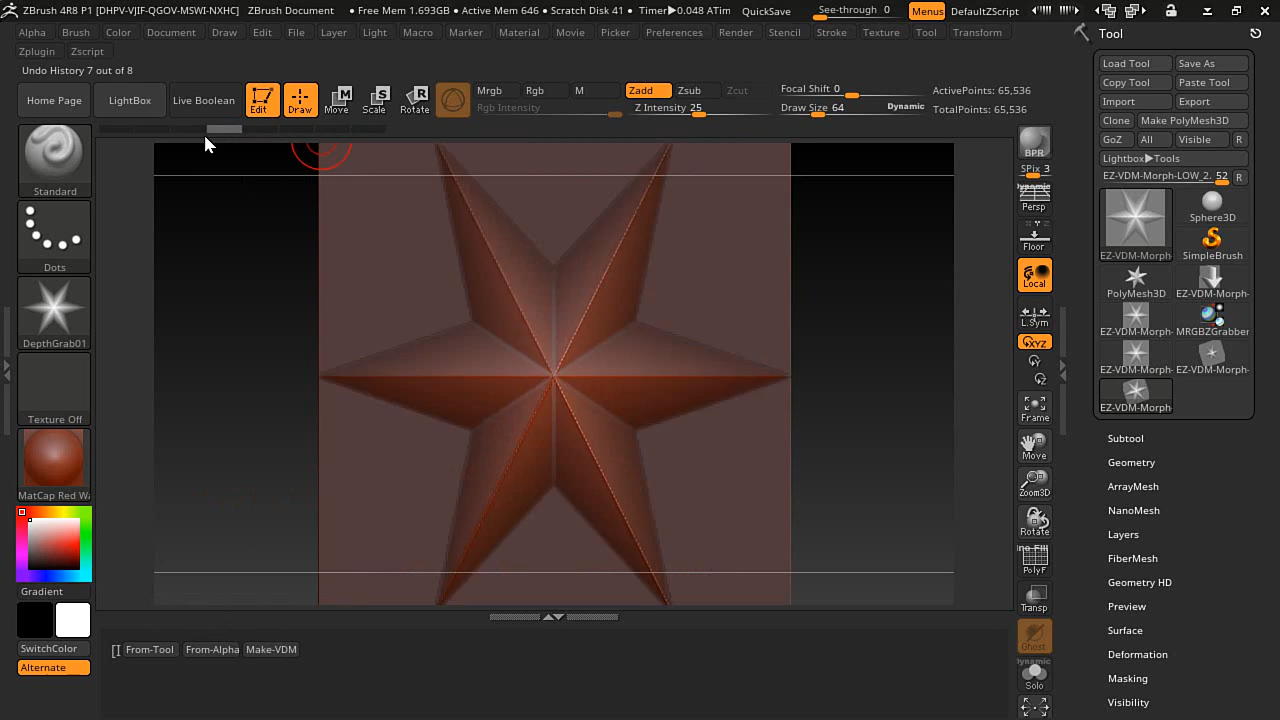 ZBrush 4R8 P1 [DHPV-VJIF-QGOV-MSWI-NXHC] ZBrush Document • Free Mem 1.693GB • Active Mem 646 • Scratch Disk 41 • Timer▶0.048 ATime QuickSave See-through 0 Menus DefaultZScript
Alpha Brush Color Document Draw Edit File Layer Light Macro Marker Material Movie Picker Preferences Render Stencil Stroke Texture Tool Transform
Zplugin Zscript
Undo History 7 out of 8
Home Page LightBox Live Boolean Edit Draw Move Scale Rotate
M S R
Mrgb Rgb M Zadd Zsub Zcut Focal Shift 0 ActivePoints: 65,536
Rgb Intensity Z Intensity 25 Draw Size 64 Dynamic TotalPoints: 65,536
Standard
Dots
DepthGrab01
Texture Off
MatCap Red Wa
Gradient
SwitchColor
Alternate
[[ From-Tool From-Alpha Make-VDM
BPR
SPix 3
Dynamic
Persp
Floor
Local
L.Sym
XYZ
Y
Z
Frame
Move
Zoom3D
Rotate
Line Fill
PolyF
Transp
Ghost
Dynamic
Solo
Tool
Load Tool Save As
Copy Tool Paste Tool
Import Export
Clone Make PolyMesh3D
GoZ All Visible R
Lightbox▶Tools
EZ-VDM-Morph-LOW_2. 52 R
Sphere3D
EZ-VDM-Morph- SimpleBrush
PolyMesh3D EZ-VDM-Morph-
EZ-VDM-Morph- MRGBZGrabber
EZ-VDM-Morph- EZ-VDM-Morph-
EZ-VDM-Morph-
Subtool
Geometry
ArrayMesh
NanoMesh
Layers
FiberMesh
Geometry HD
Preview
Surface
Deformation
Masking
Visibility